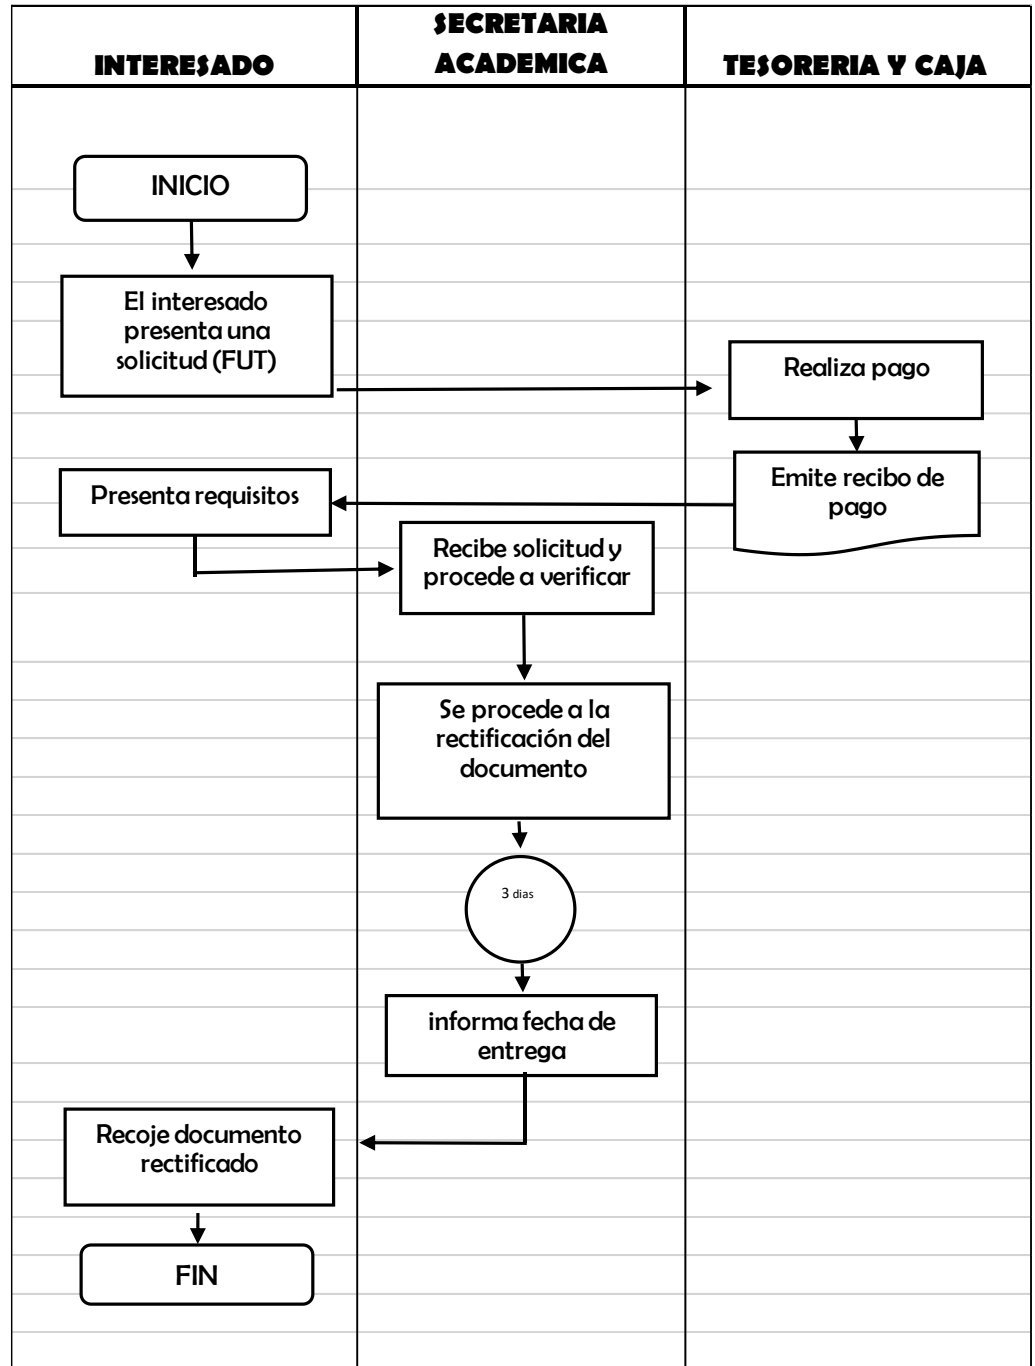 INTERESADO
SECRETARIA
ACADEMICA
TESORERIA Y CAJA
INICIO
El interesado
presenta una
solicitud (FUT)
Realiza pago
Emite recibo de
pago
Presenta requisitos
Recibe solicitud y
procede a verificar
Se procede a la
rectificación del
documento
3 dias
informa fecha de
entrega
Recoje documento
rectificado
FIN